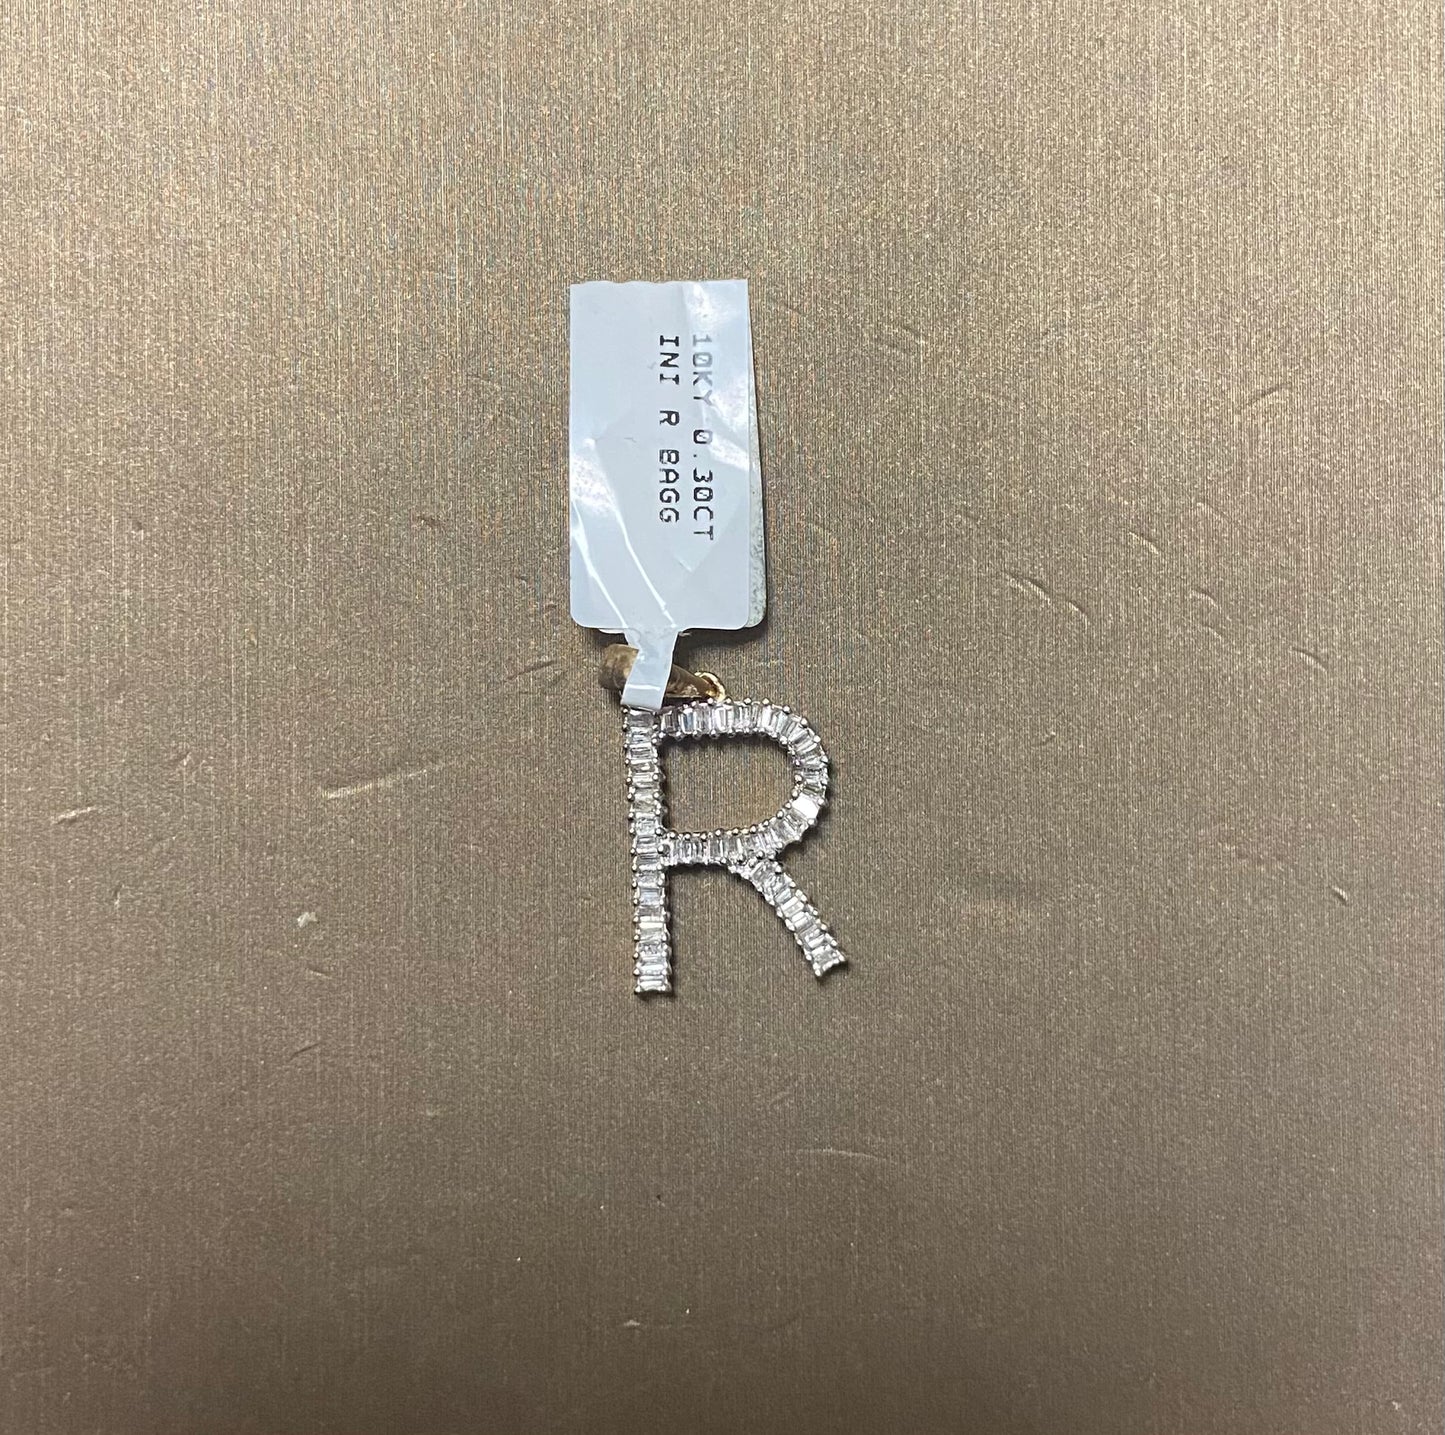 10KY 0.30CT
INI R BAGG
R